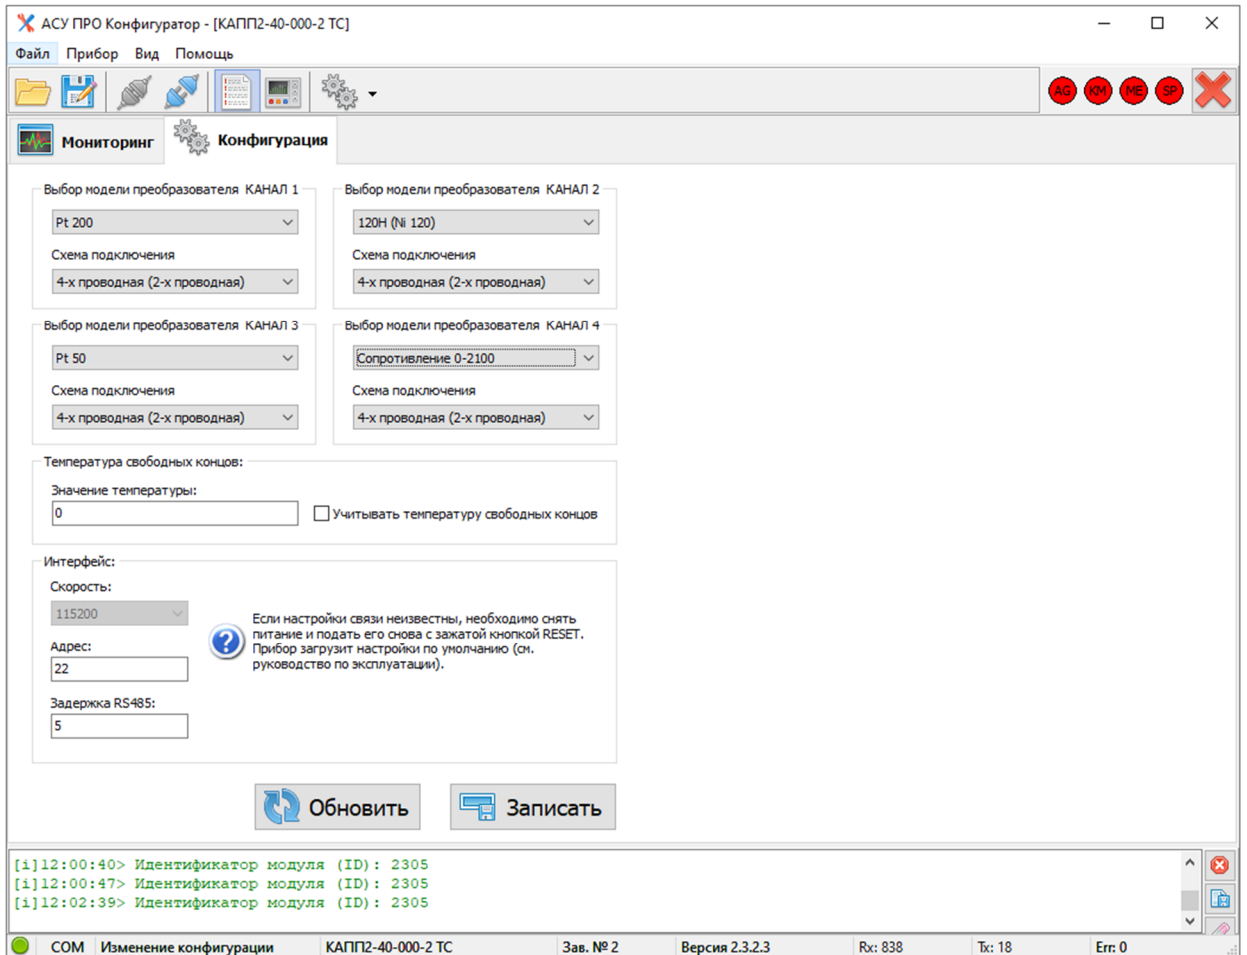 АСУ ПРО Конфигуратор - [КАПП2-40-000-2 ТС]
Файл Прибор Вид Помощь
AG KM ME SP
Мониторинг Конфигурация
Выбор модели преобразователя КАНАЛ 1 Выбор модели преобразователя КАНАЛ 2
Pt 200 120Н (Ni 120)
Схема подключения Схема подключения
4-х проводная (2-х проводная) 4-х проводная (2-х проводная)
Выбор модели преобразователя КАНАЛ 3 Выбор модели преобразователя КАНАЛ 4
Pt 50 Сопротивление 0-2100
Схема подключения Схема подключения
4-х проводная (2-х проводная) 4-х проводная (2-х проводная)
Температура свободных концов:
Значение температуры:
0 Учитывать температуру свободных концов
Интерфейс:
Скорость:
115200
Адрес:
22
Задержка RS485:
5
Если настройки связи неизвестны, необходимо снять
питание и подать его снова с зажатой кнопкой RESET.
Прибор загрузит настройки по умолчанию (см.
руководство по эксплуатации).
Обновить Записать
[i]12:00:40> Идентификатор модуля (ID): 2305
[i]12:00:47> Идентификатор модуля (ID): 2305
[i]12:02:39> Идентификатор модуля (ID): 2305
COM Изменение конфигурации КАПП2-40-000-2 ТС Зав. № 2 Версия 2.3.2.3 Rx: 838 Tx: 18 Err: 0